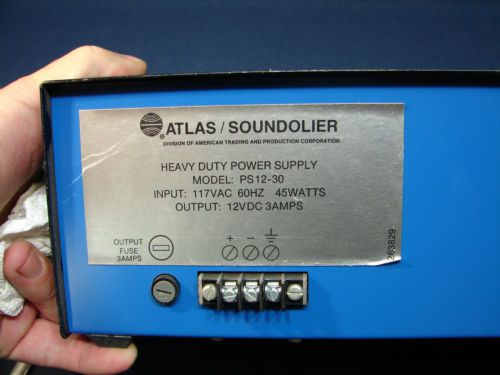 ® ATLAS / SOUNDOLIER
DIVISION OF AMERICAN TRADING AND PRODUCTION CORPORATION
HEAVY DUTY POWER SUPPLY
MODEL: PS12-30
INPUT: 117VAC 60HZ 45WATTS
OUTPUT: 12VDC 3AMPS
OUTPUT
FUSE
3AMPS
+ −
263829